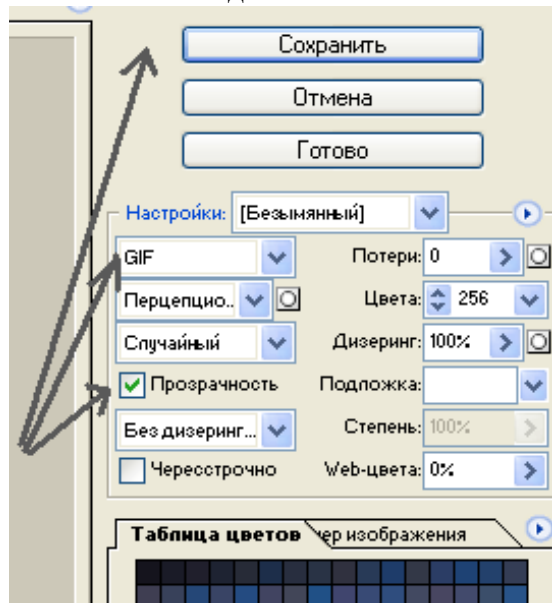 Сохранить
Отмена
Готово
Настройки: [Безымянный]
GIF Потери: 0
Перцепцио.. Цвета: 256
Случайный Дизеринг: 100%
Прозрачность Подложка:
Без дизеринг... Степень: 100%
Чересстрочно Web-цвета: 0%
Таблица цветов изображения